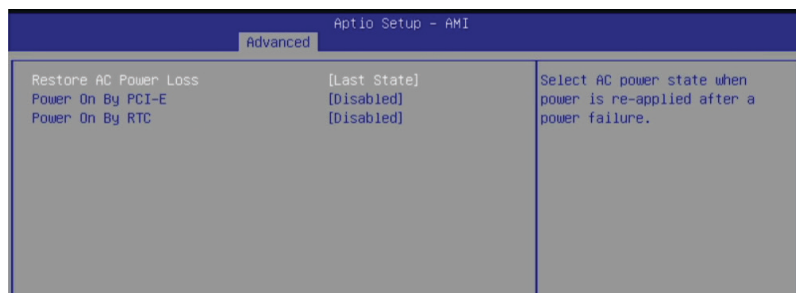 Aptio Setup – AMI
Advanced
Restore AC Power Loss [Last State]
Power On By PCI-E [Disabled]
Power On By RTC [Disabled]
Select AC power state when
power is re-applied after a
power failure.